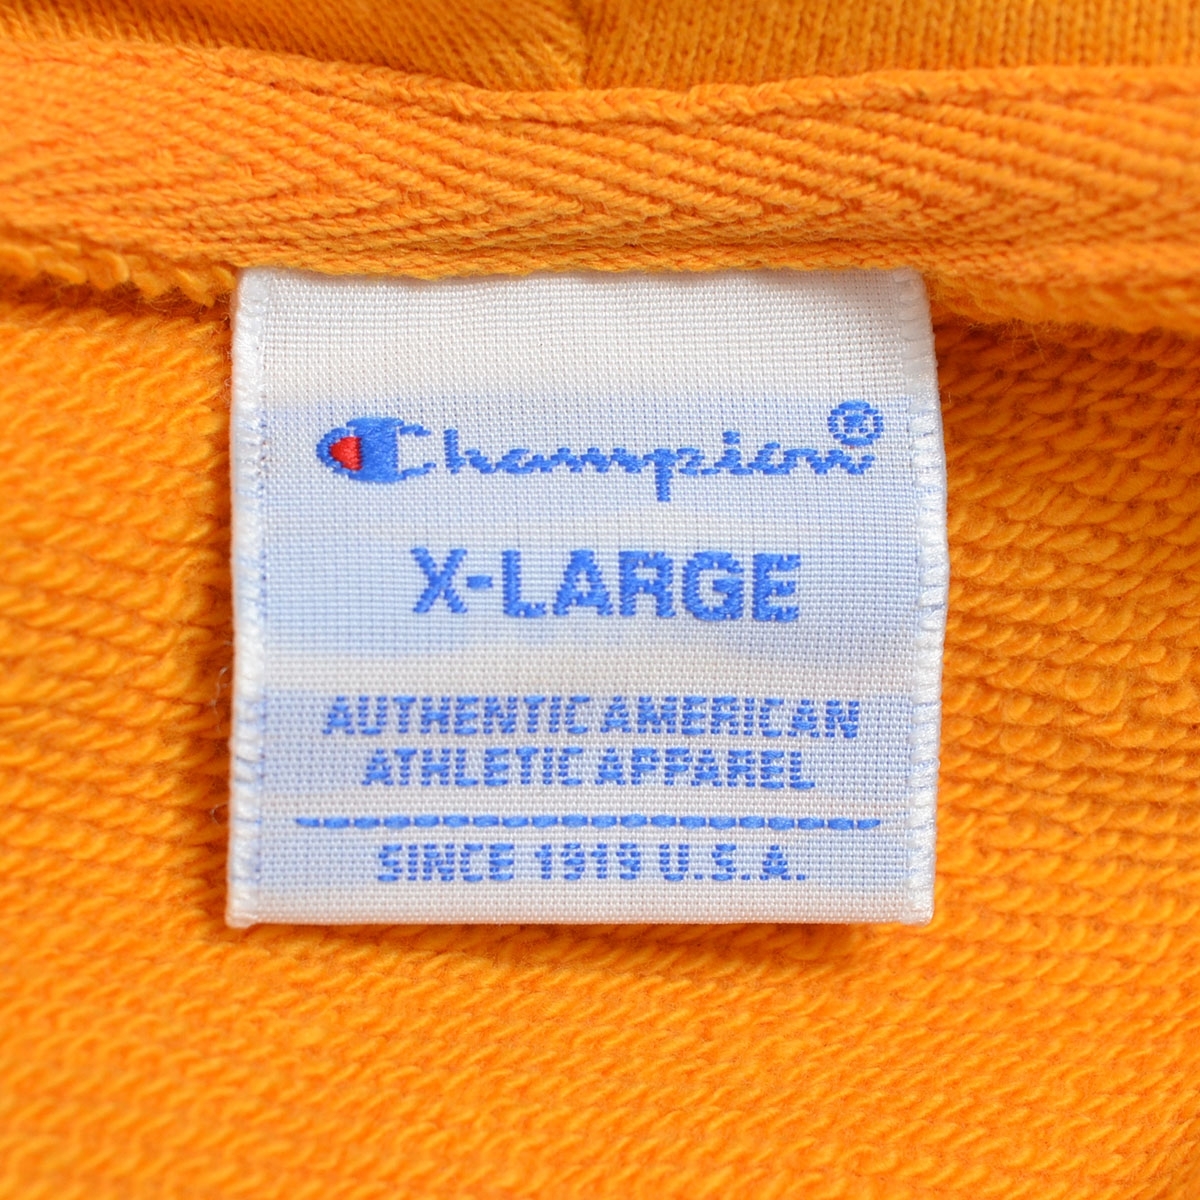 Champion®
X-LARGE
AUTHENTIC AMERICAN
ATHLETIC APPAREL
SINCE 1919 U.S.A.